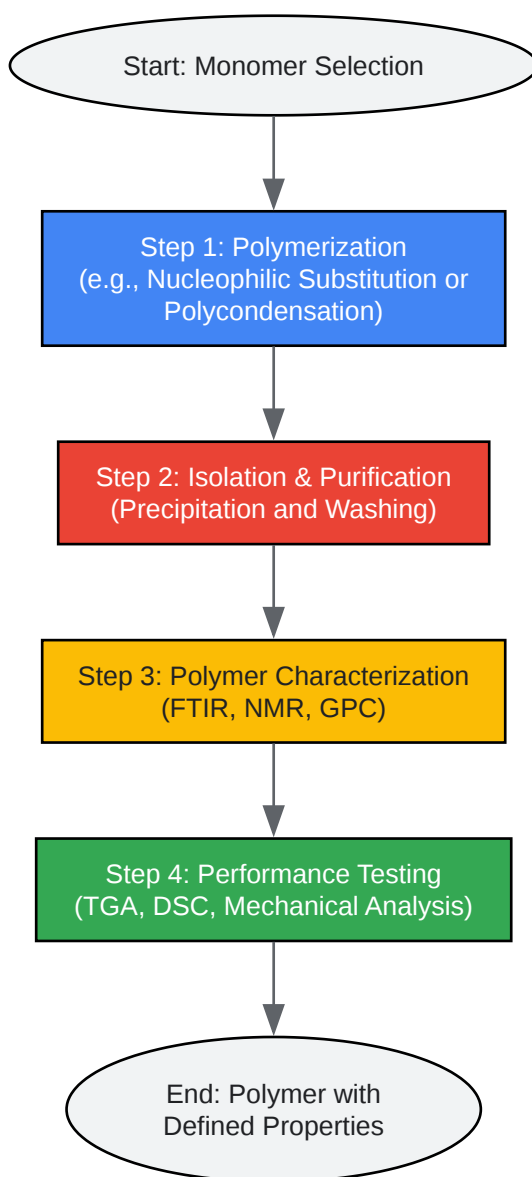 Start: Monomer Selection
Step 1: Polymerization
(e.g., Nucleophilic Substitution or
Polycondensation)
Step 2: Isolation & Purification
(Precipitation and Washing)
Step 3: Polymer Characterization
(FTIR, NMR, GPC)
Step 4: Performance Testing
(TGA, DSC, Mechanical Analysis)
End: Polymer with
Defined Properties